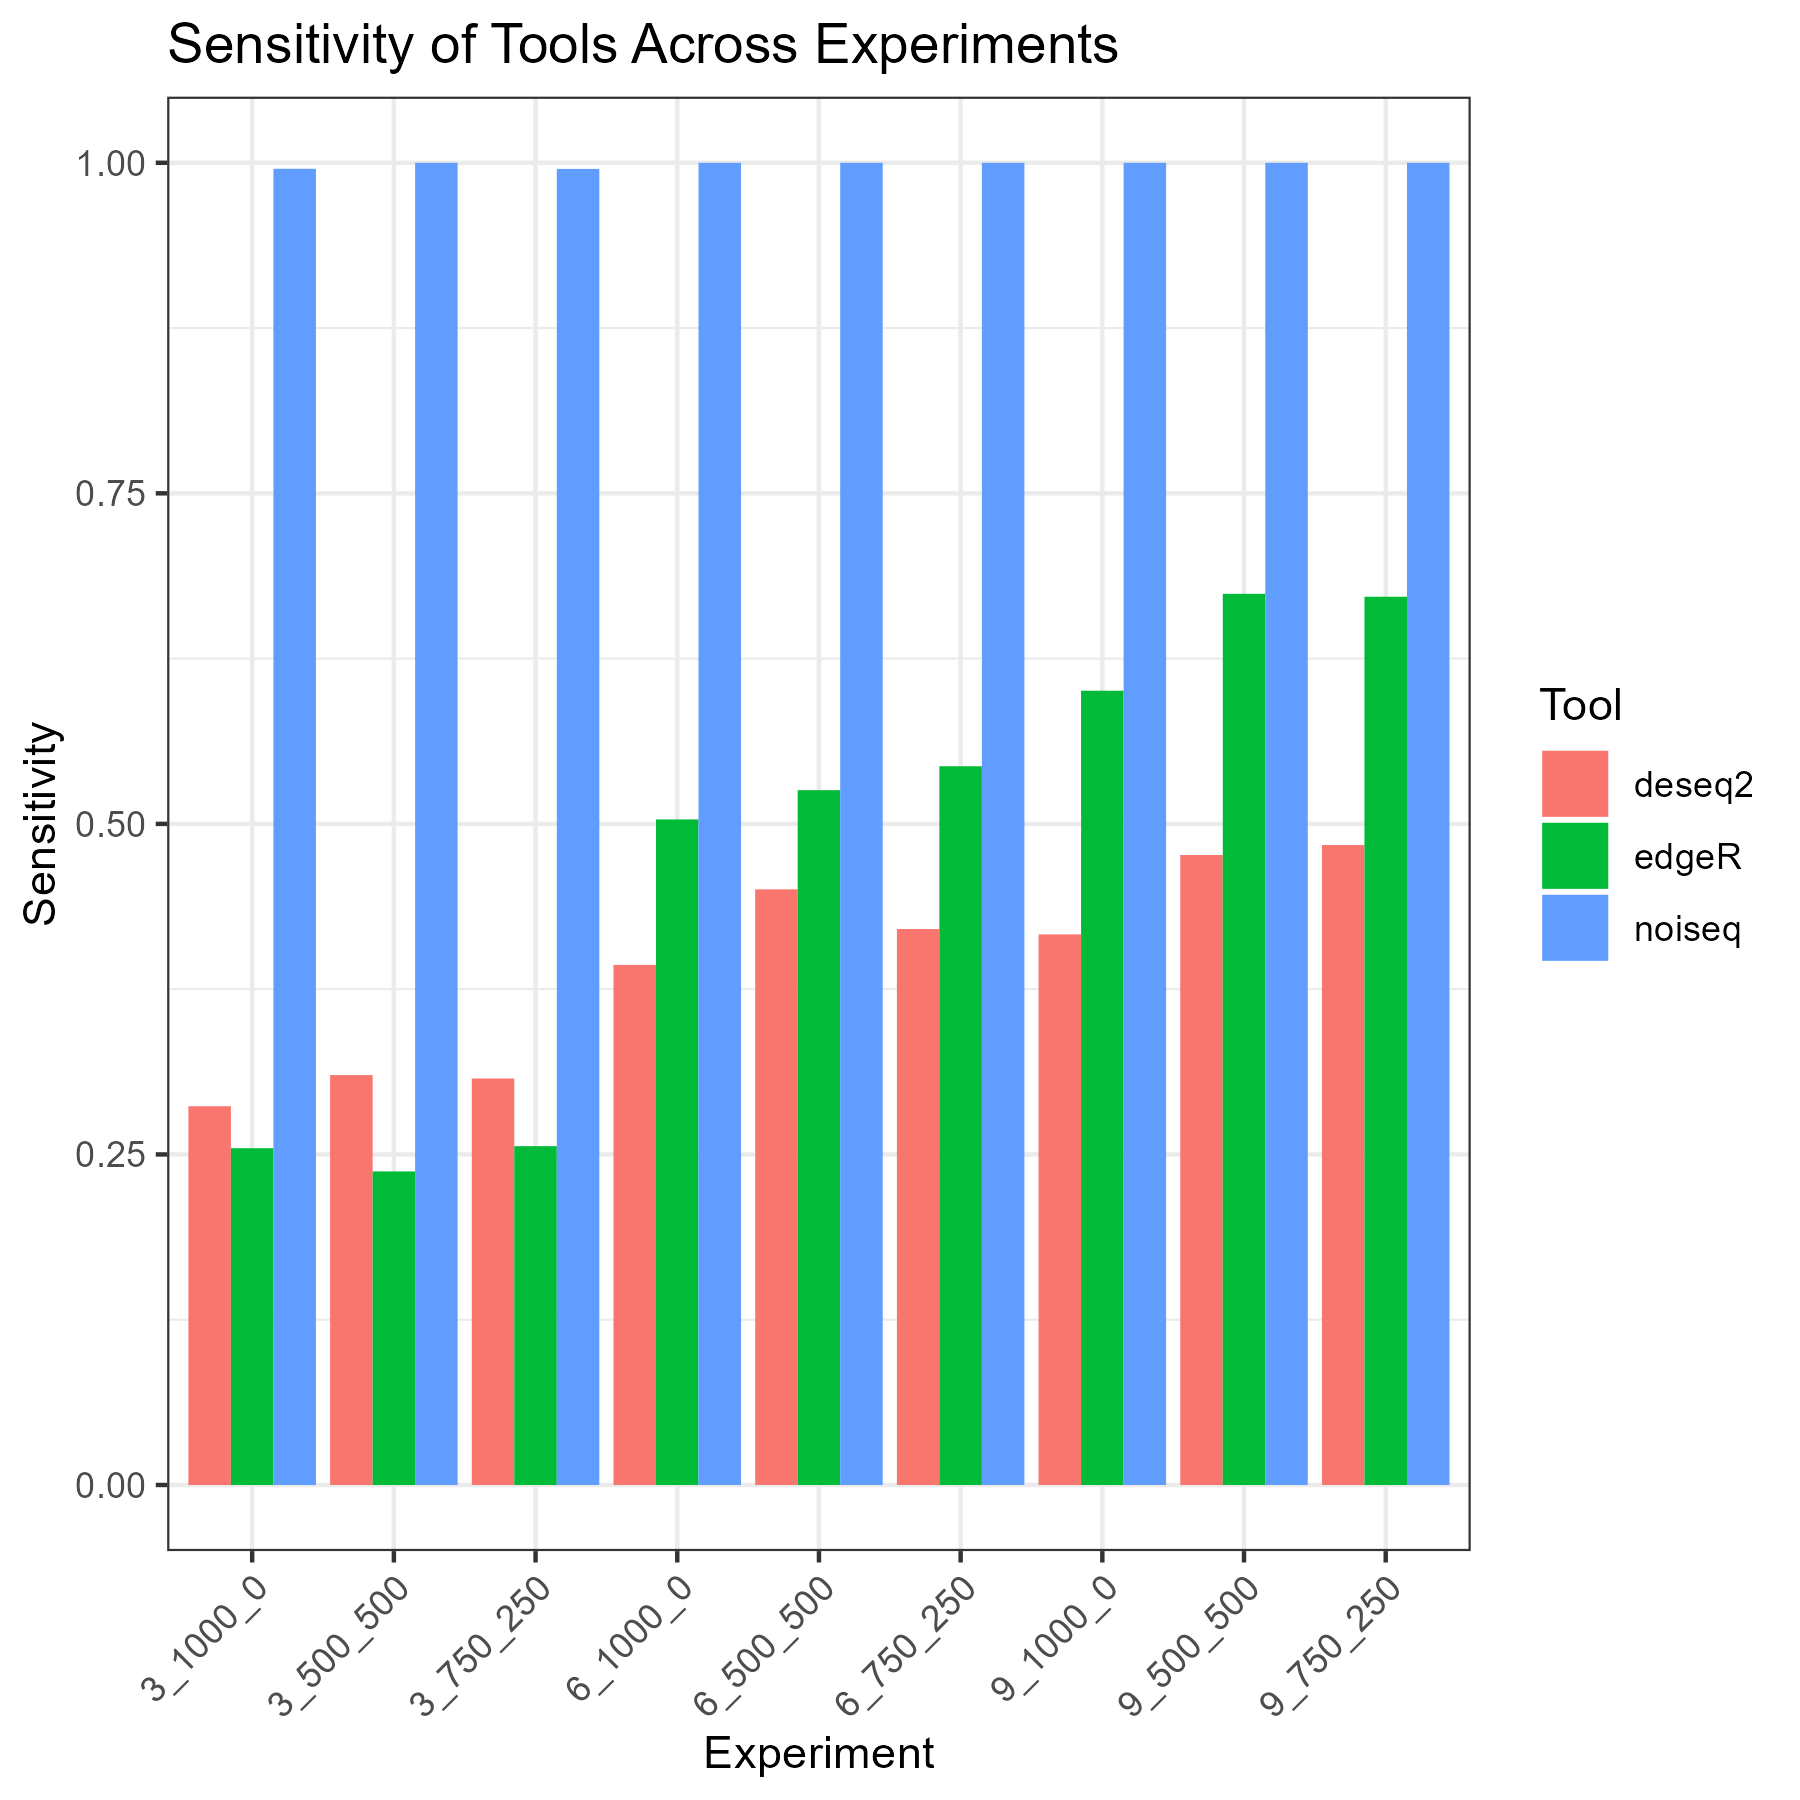 Sensitivity of Tools Across Experiments
1.00
0.75
0.50
0.25
0.00
Sensitivity
3_1000_0
3_500_500
3_750_250
6_1000_0
6_500_500
6_750_250
9_1000_0
9_500_500
9_750_250
Experiment
Tool
deseq2
edgeR
noiseq